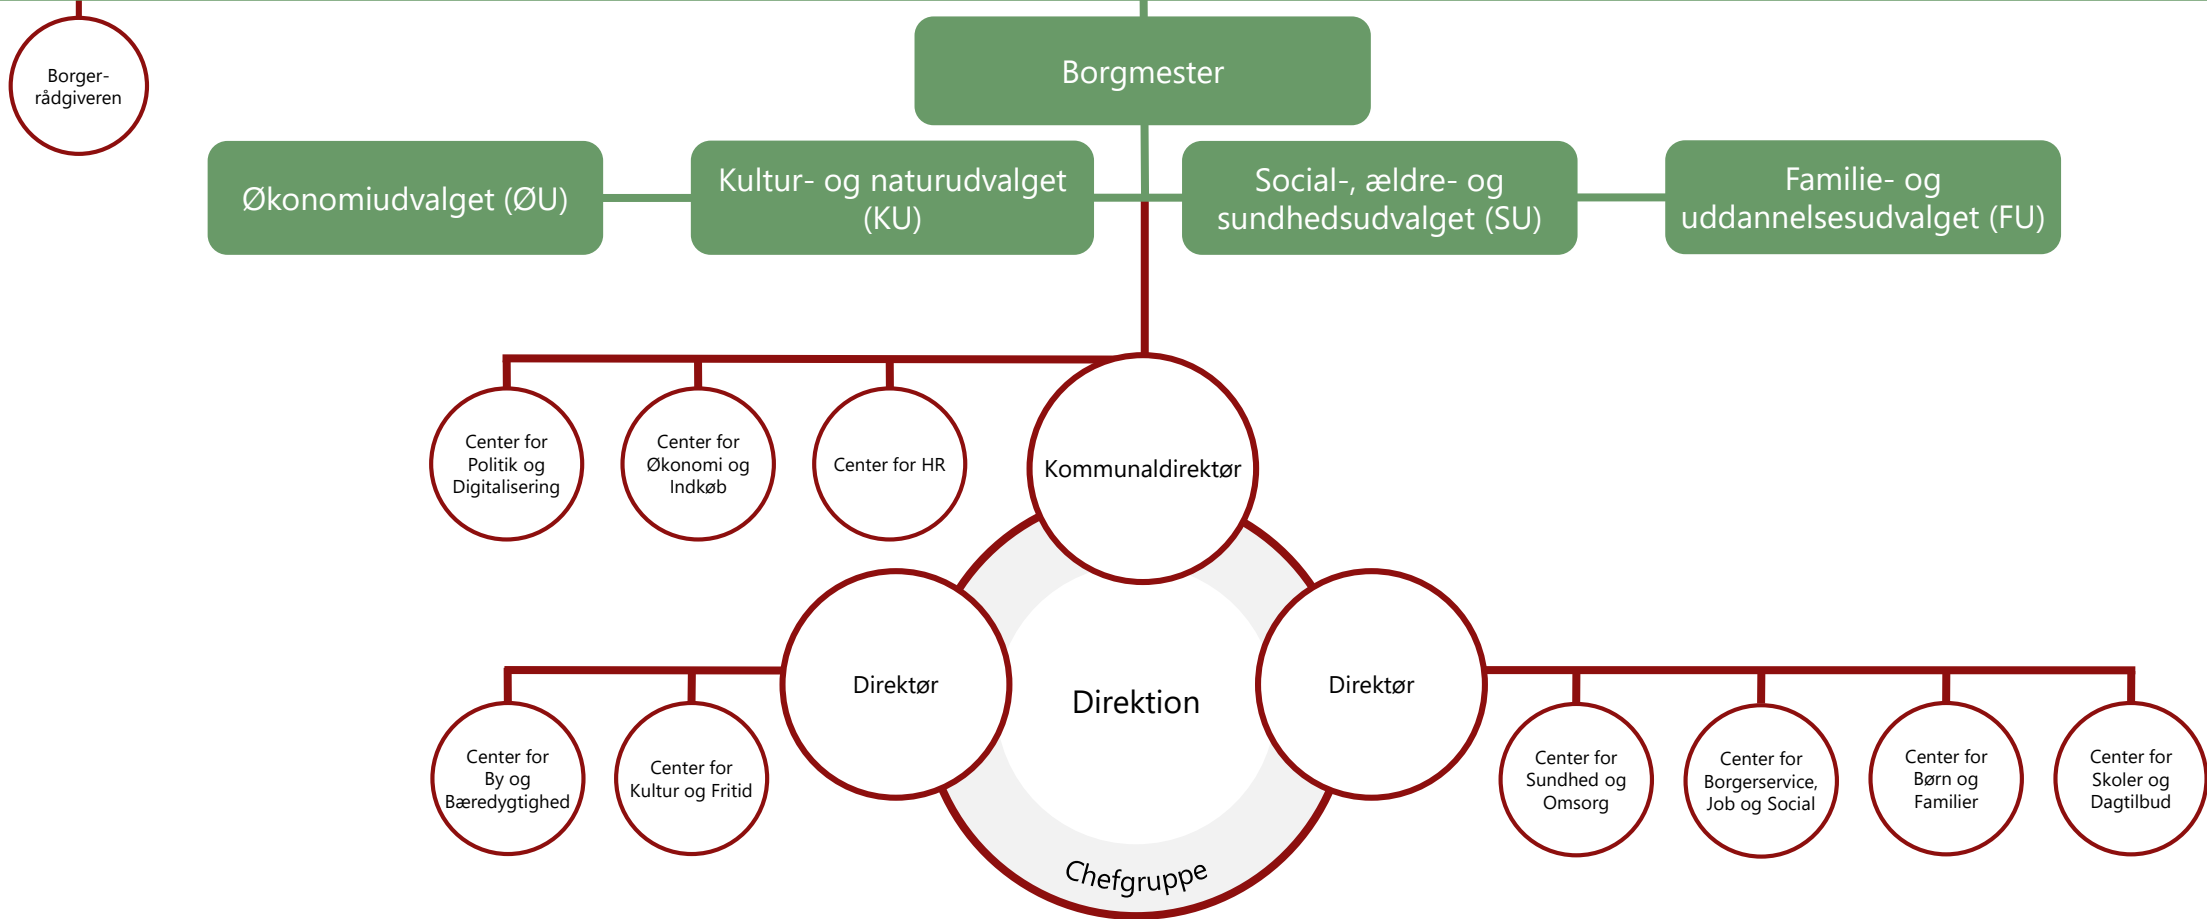 Borger-
rådgiveren
Borgmester
Økonomiudvalget (ØU)
Kultur- og naturudvalget
(KU)
Social-, ældre- og
sundhedsudvalget (SU)
Familie- og
uddannelsesudvalget (FU)
Center for
Politik og
Digitalisering
Center for
Økonomi og
Indkøb
Center for HR
Kommunaldirektør
Direktør
Direktion
Direktør
Center for
By og
Bæredygtighed
Center for
Kultur og Fritid
Center for
Sundhed og
Omsorg
Center for
Borgerservice,
Job og Social
Center for
Børn og
Familier
Center for
Skoler og
Dagtilbud
Chefgruppe